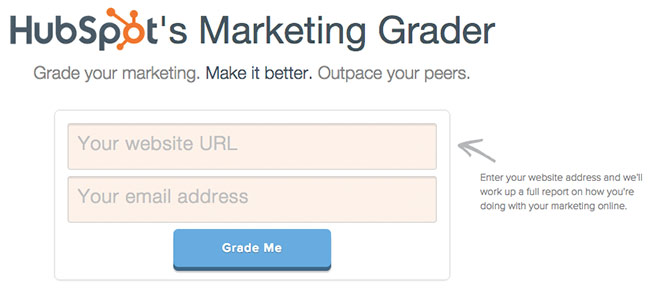 HubSpot's Marketing Grader
Grade your marketing. Make it better. Outpace your peers.
Your website URL
Your email address
Grade Me
Enter your website address and we'll
work up a full report on how you're
doing with your marketing online.